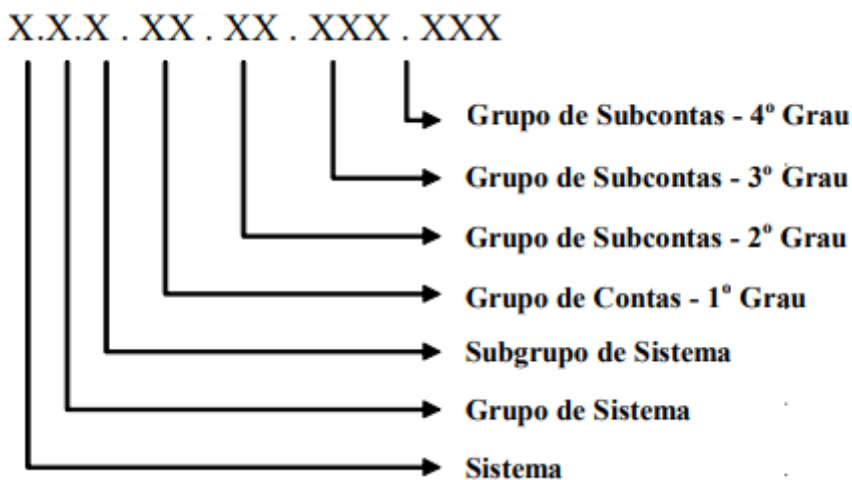 X.X.X . XX . XX . XXX . XXX
Grupo de Subcontas - 4º Grau
Grupo de Subcontas - 3º Grau
Grupo de Subcontas - 2º Grau
Grupo de Contas - 1º Grau
Subgrupo de Sistema
Grupo de Sistema
Sistema